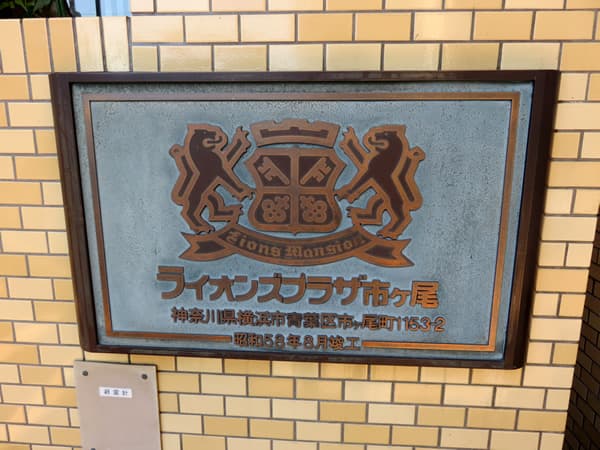 Lions Mansion
ライオンズプラザ市ヶ尾
神奈川県横浜市青葉区市ヶ尾町1153-2
昭和58年8月竣工